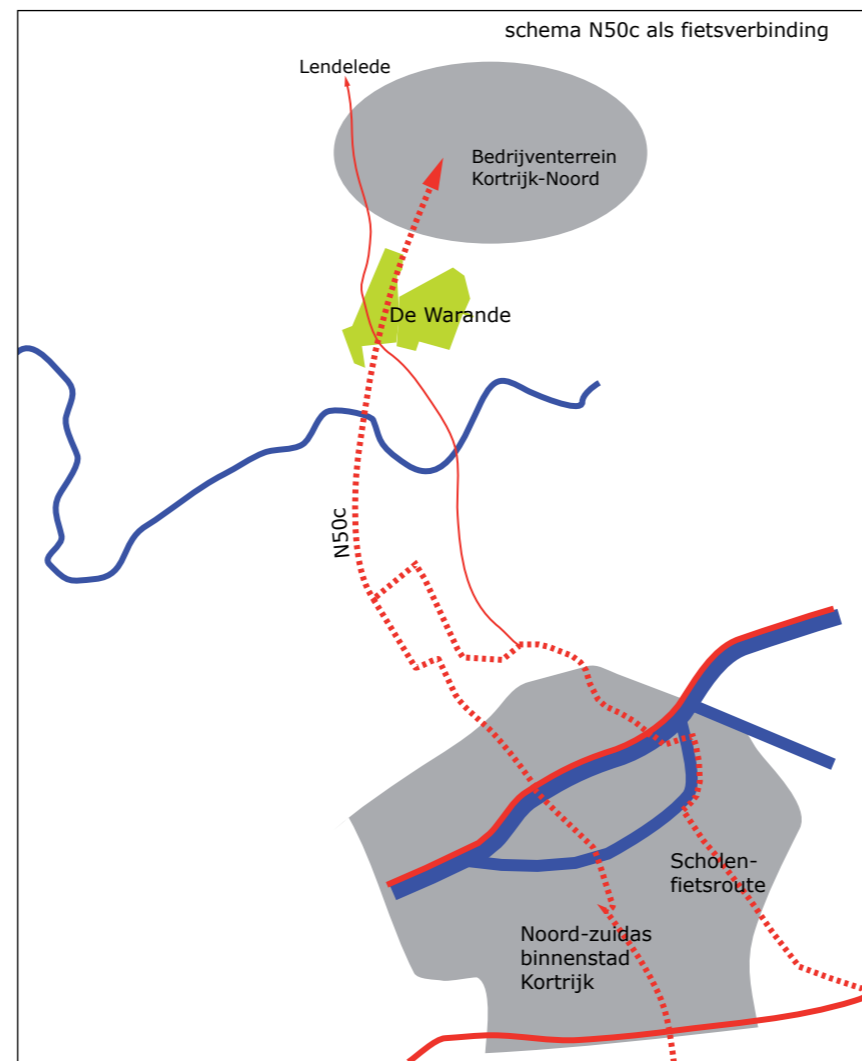 schema N50c als fietsverbinding
Lendelede
Bedrijventerrein
Kortrijk-Noord
De Warande
N50c
Scholen-
fietsroute
Noord-zuidas
binnenstad
Kortrijk